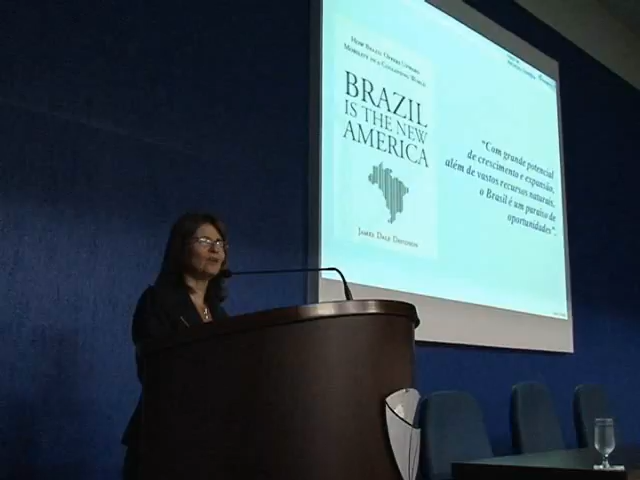 HOW BRAZIL OFFERS UPWARD
MOBILITY IN A COLLAPSING WORLD
BRAZIL
IS THE NEW
AMERICA
JAMES DALE DAVIDSON
"Com grande potencial
de crescimento e expansão,
além de vastos recursos naturais,
o Brasil é um paraíso de
oportunidades".